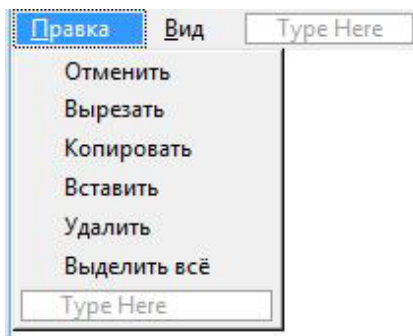 Правка Вид Type Here
Отменить
Вырезать
Копировать
Вставить
Удалить
Выделить всё
Type Here